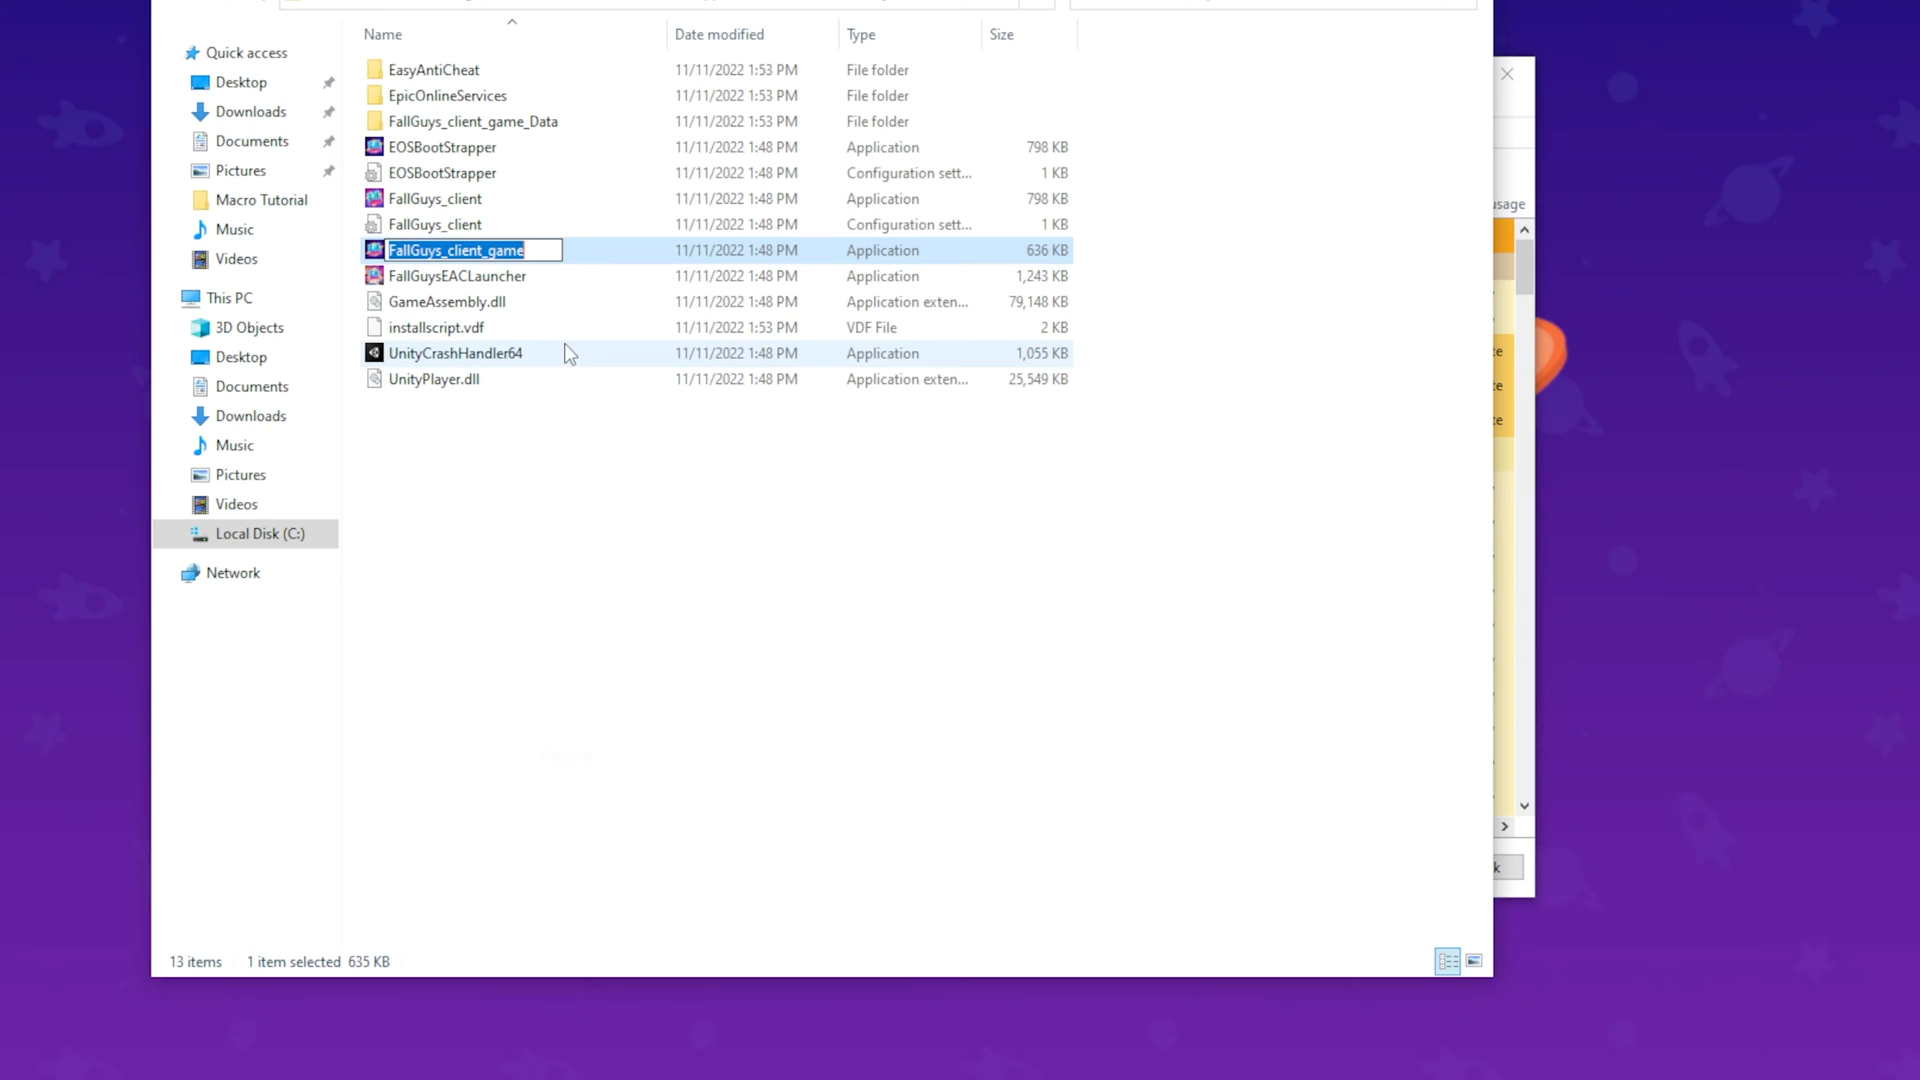 Name Date modified Type Size
Quick access
Desktop
Downloads
Documents
Pictures
Macro Tutorial
Music
Videos
This PC
3D Objects
Desktop
Documents
Downloads
Music
Pictures
Videos
Local Disk (C:)
Network
EasyAntiCheat 11/11/2022 1:53 PM File folder
EpicOnlineServices 11/11/2022 1:53 PM File folder
FallGuys_client_game_Data 11/11/2022 1:53 PM File folder
EOSBootStrapper 11/11/2022 1:48 PM Application 798 KB
EOSBootStrapper 11/11/2022 1:48 PM Configuration sett... 1 KB
FallGuys_client 11/11/2022 1:48 PM Application 798 KB
FallGuys_client 11/11/2022 1:48 PM Configuration sett... 1 KB
FallGuys_client_game 11/11/2022 1:48 PM Application 636 KB
FallGuysEACLauncher 11/11/2022 1:48 PM Application 1,243 KB
GameAssembly.dll 11/11/2022 1:48 PM Application exten... 79,148 KB
installscript.vdf 11/11/2022 1:53 PM VDF File 2 KB
UnityCrashHandler64 11/11/2022 1:48 PM Application 1,055 KB
UnityPlayer.dll 11/11/2022 1:48 PM Application exten... 25,549 KB
13 items 1 item selected 635 KB
usage
te
te
te
k